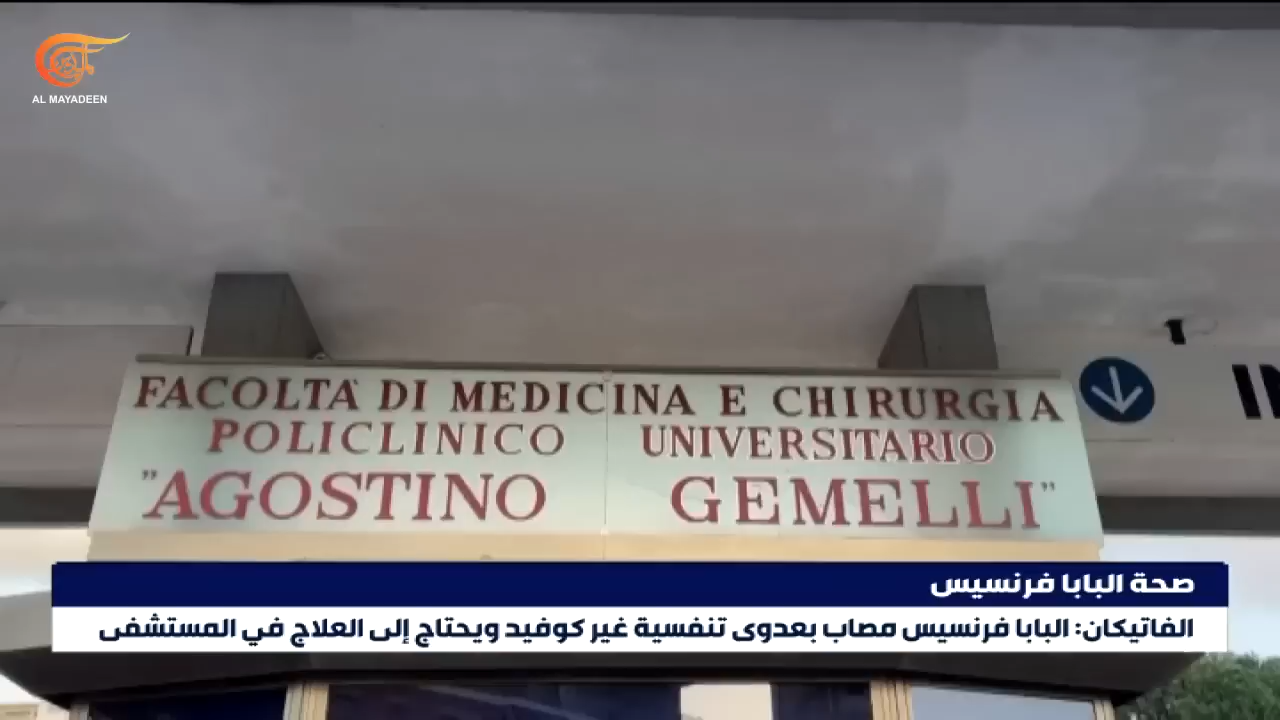 AL MAYADEEN
FACOLTÀ DI MEDICINA E CHIRURGIA
POLICLINICO UNIVERSITARIO
"AGOSTINO GEMELLI"
صحة البابا فرنسيس
الفاتيكان: البابا فرنسيس مصاب بعدوى تنفسية غير كوفيد ويحتاج إلى العلاج في المستشفى